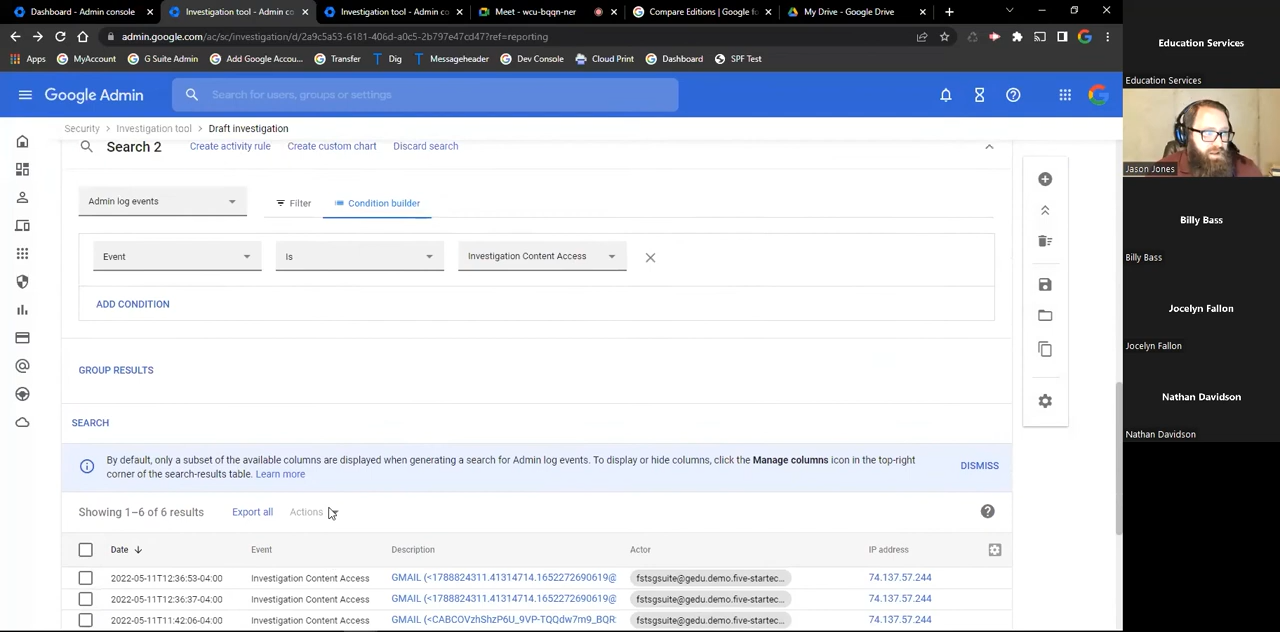 Dashboard - Admin console
Investigation tool - Admin co
Investigation tool - Admin co
Meet - wcu-bqqn-ner
Compare Editions | Google f
My Drive - Google Drive
admin.google.com/ac/sc/investigation/d/2a9c5a53-6181-406d-a0c5-2b797e47cd47?ref=reporting
Apps MyAccount G Suite Admin Add Google Accou... Transfer Dig Messageheader Dev Console Cloud Print Dashboard SPF Test
Google Admin
Search for users, groups or settings
Security > Investigation tool > Draft investigation
Search 2 Create activity rule Create custom chart Discard search
Admin log events Filter Condition builder
Event Is Investigation Content Access
ADD CONDITION
GROUP RESULTS
SEARCH
By default, only a subset of the available columns are displayed when generating a search for Admin log events. To display or hide columns, click the Manage columns icon in the top-right
corner of the search-results table. Learn more
DISMISS
Showing 1–6 of 6 results Export all Actions
Date Event Description Actor IP address
2022-05-11T12:36:53-04:00 Investigation Content Access GMAIL (<1788824311.41314714.1652272690619@ fstsgsuite@gedu.demo.five-startec... 74.137.57.244
2022-05-11T12:36:37-04:00 Investigation Content Access GMAIL (<1788824311.41314714.1652272690619@ fstsgsuite@gedu.demo.five-startec... 74.137.57.244
2022-05-11T11:42:06-04:00 Investigation Content Access GMAIL (<CABCOVzhShzP6U_9VP-TQQdw7m9_BQR: fstsgsuite@gedu.demo.five-startec... 74.137.57.244
Education Services
Education Services
Jason Jones
Billy Bass
Billy Bass
Jocelyn Fallon
Jocelyn Fallon
Nathan Davidson
Nathan Davidson